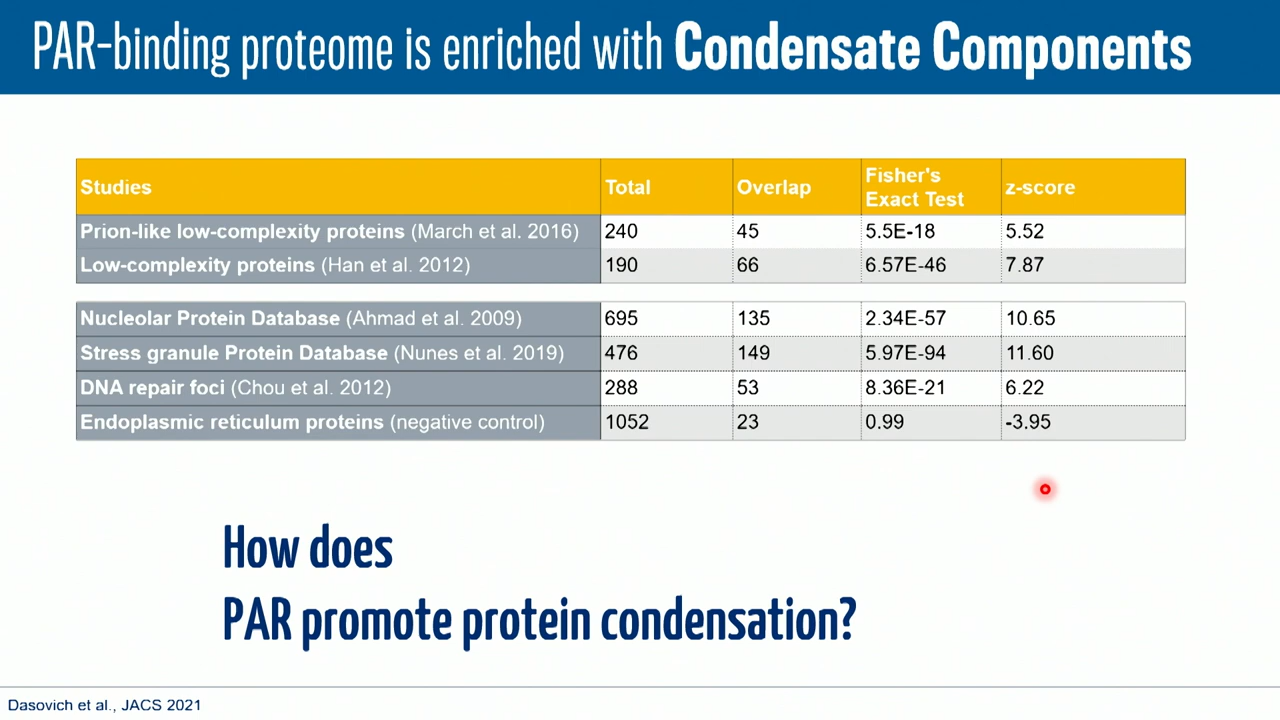 PAR-binding proteome is enriched with Condensate Components
Studies Total Overlap Fisher's Exact Test z-score
Prion-like low-complexity proteins (March et al. 2016) 240 45 5.5E-18 5.52
Low-complexity proteins (Han et al. 2012) 190 66 6.57E-46 7.87
Nucleolar Protein Database (Ahmad et al. 2009) 695 135 2.34E-57 10.65
Stress granule Protein Database (Nunes et al. 2019) 476 149 5.97E-94 11.60
DNA repair foci (Chou et al. 2012) 288 53 8.36E-21 6.22
Endoplasmic reticulum proteins (negative control) 1052 23 0.99 -3.95
How does
PAR promote protein condensation?
Dasovich et al., JACS 2021